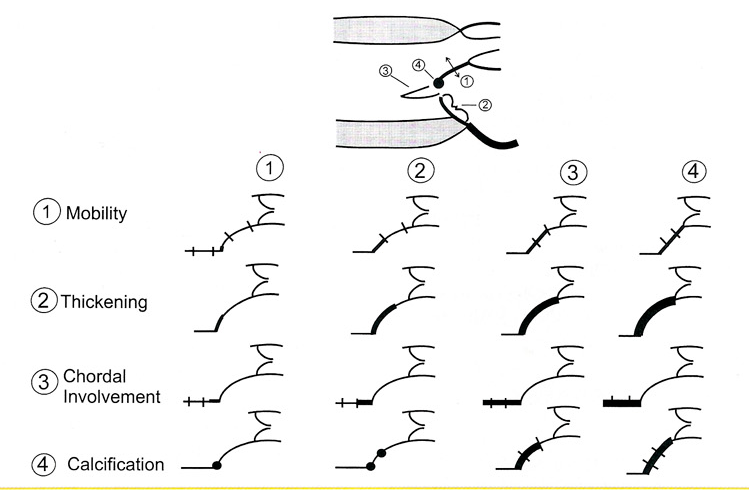 ③ ④ ①
②
① ② ③ ④
① Mobility
② Thickening
③ Chordal
Involvement
④ Calcification